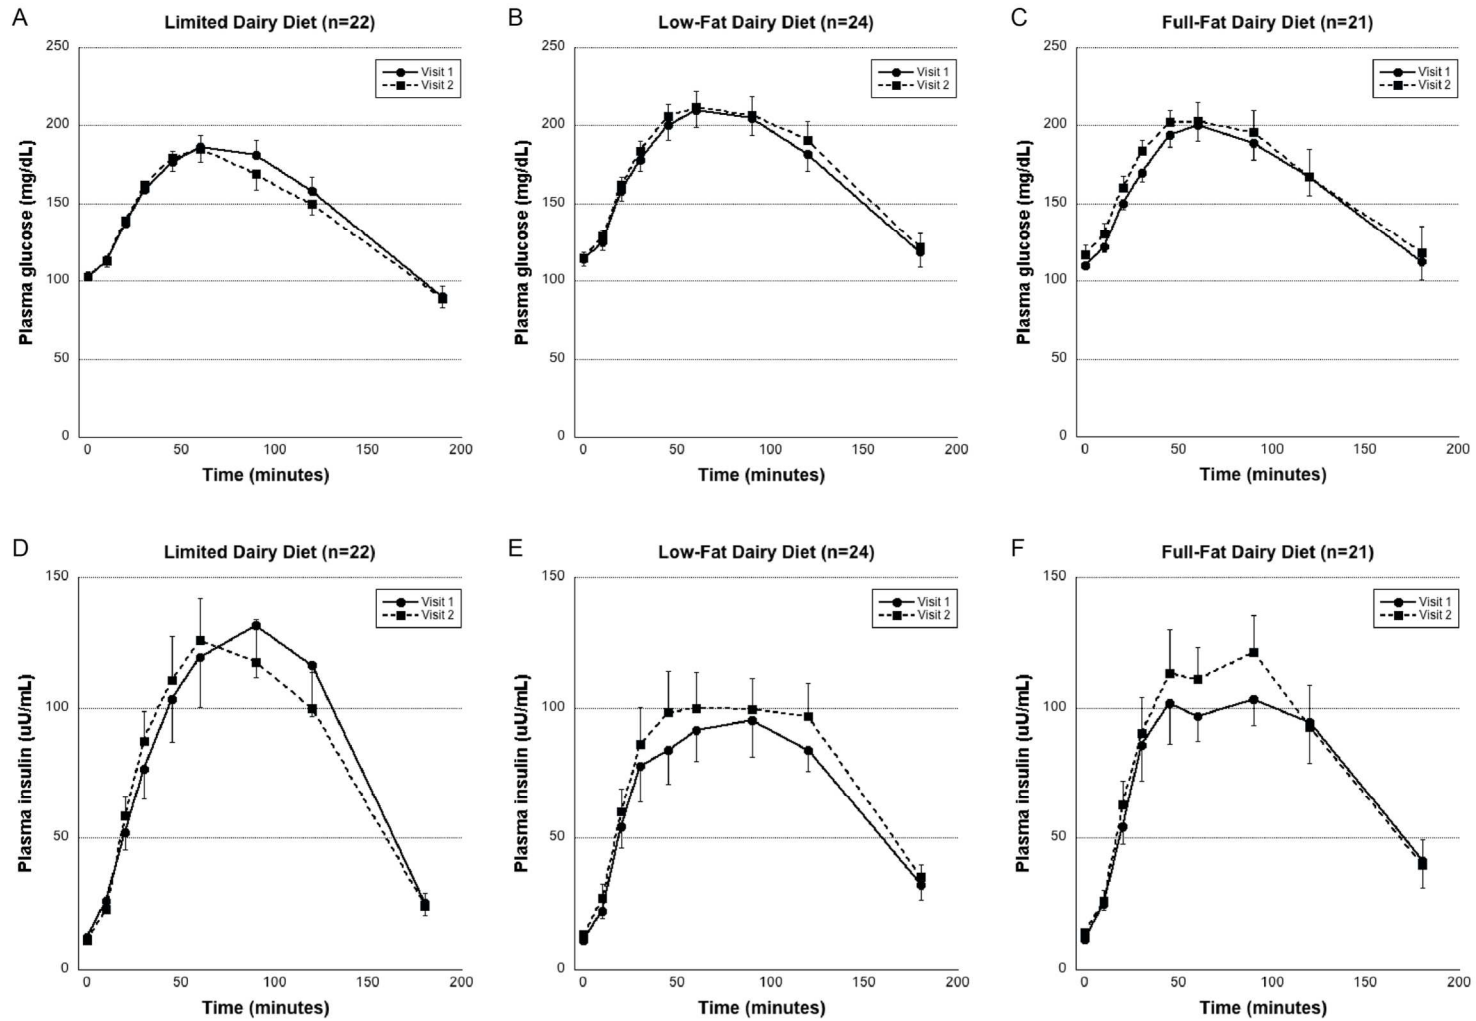 A
Limited Dairy Diet (n=22)
250
200
150
100
50
0
Plasma glucose (mg/dL)
Visit 1
Visit 2
0 50 100 150 200
Time (minutes)
B
Low-Fat Dairy Diet (n=24)
250
200
150
100
50
0
Plasma glucose (mg/dL)
Visit 1
Visit 2
0 50 100 150 200
Time (minutes)
C
Full-Fat Dairy Diet (n=21)
250
200
150
100
50
0
Plasma glucose (mg/dL)
Visit 1
Visit 2
0 50 100 150 200
Time (minutes)
D
Limited Dairy Diet (n=22)
150
100
50
0
Plasma insulin (uU/mL)
Visit 1
Visit 2
0 50 100 150 200
Time (minutes)
E
Low-Fat Dairy Diet (n=24)
150
100
50
0
Plasma insulin (uU/mL)
Visit 1
Visit 2
0 50 100 150 200
Time (minutes)
F
Full-Fat Dairy Diet (n=21)
150
100
50
0
Plasma insulin (uU/mL)
Visit 1
Visit 2
0 50 100 150 200
Time (minutes)